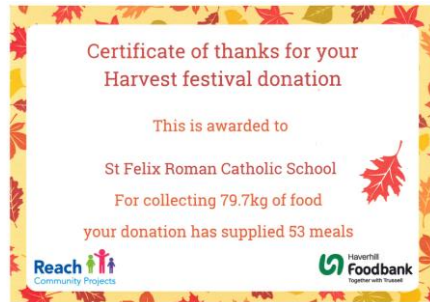 Certificate of thanks for your
Harvest festival donation
This is awarded to
St Felix Roman Catholic School
For collecting 79.7kg of food
your donation has supplied 53 meals
Reach
Community Projects
Haverhill
Foodbank
Together with Trussell